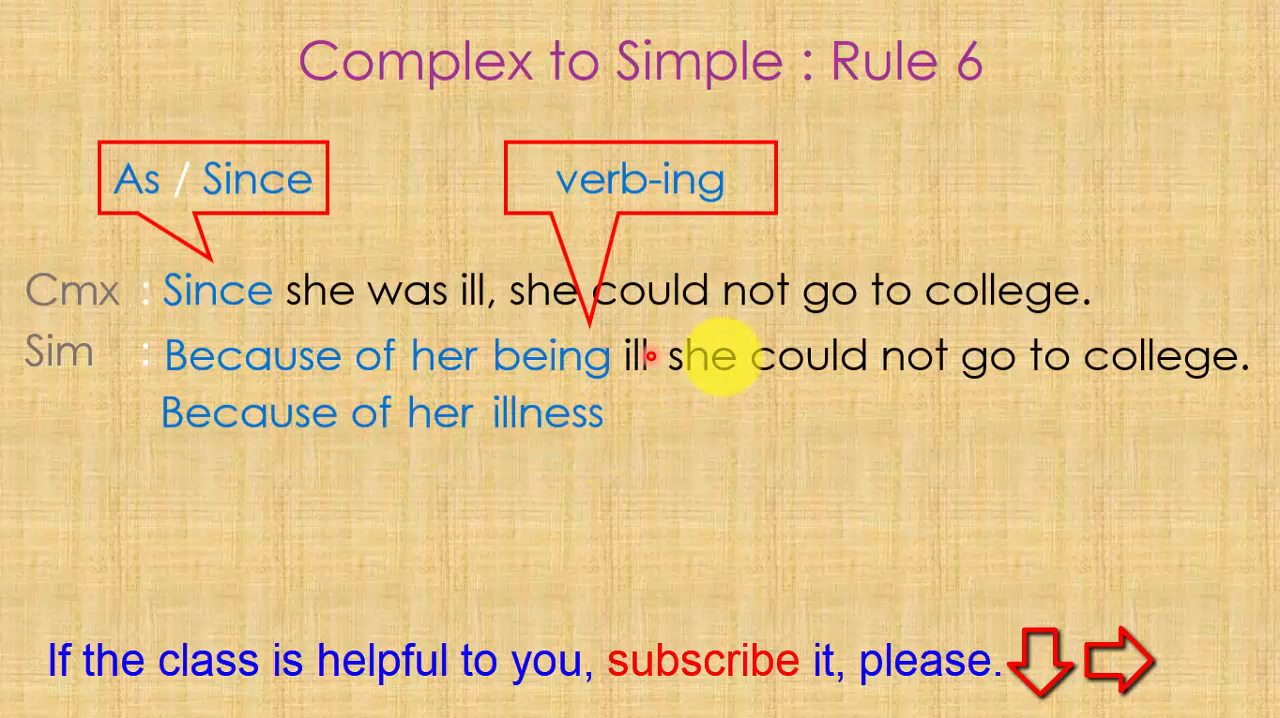 Complex to Simple : Rule 6
As / Since
verb-ing
Cmx : Since she was ill, she could not go to college.
Sim : Because of her being ill she could not go to college.
Because of her illness
If the class is helpful to you, subscribe it, please.